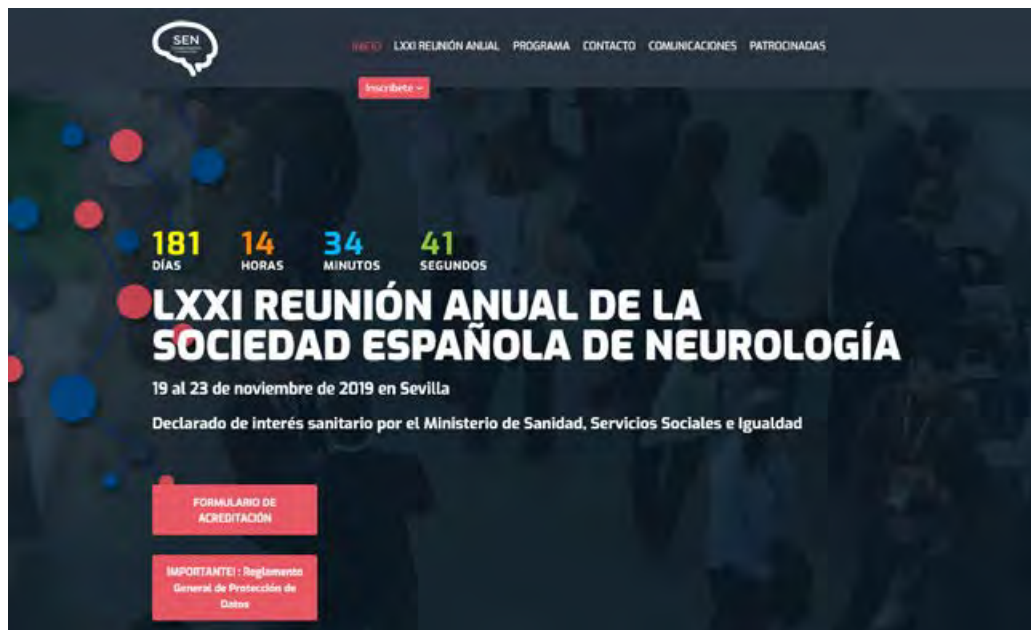 SEN
INICIO LXXI REUNIÓN ANUAL PROGRAMA CONTACTO COMUNICACIONES PATROCINADAS
Inscríbete
181 14 34 41
DÍAS HORAS MINUTOS SEGUNDOS
LXXI REUNIÓN ANUAL DE LA
SOCIEDAD ESPAÑOLA DE NEUROLOGÍA
19 al 23 de noviembre de 2019 en Sevilla
Declarado de interés sanitario por el Ministerio de Sanidad, Servicios Sociales e Igualdad
FORMULARIO DE
ACREDITACIÓN
IMPORTANTE! : Reglamento
General de Protección de
Datos